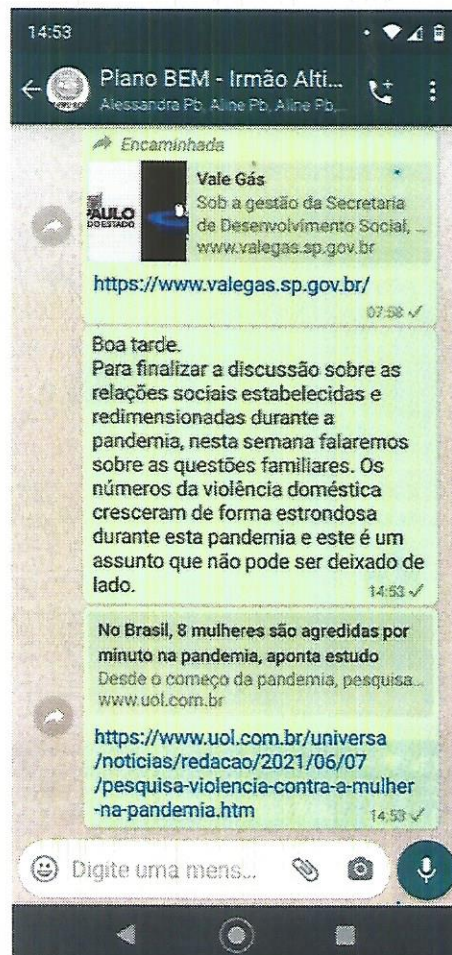 14:53
Plano BEM - Irmão Alti...
Alessandra Pb, Aline Pb, Aline Pb,...
Encaminhada
PAULO
DO ESTADO
Vale Gás
Sob a gestão da Secretaria
de Desenvolvimento Social, ...
www.valegas.sp.gov.br
https://www.valegas.sp.gov.br/
07:58
Boa tarde.
Para finalizar a discussão sobre as
relações sociais estabelecidas e
redimensionadas durante a
pandemia, nesta semana falaremos
sobre as questões familiares. Os
números da violência doméstica
cresceram de forma estrondosa
durante esta pandemia e este é um
assunto que não pode ser deixado de
lado.
14:53
No Brasil, 8 mulheres são agredidas por
minuto na pandemia, aponta estudo
Desde o começo da pandemia, pesquisa...
www.uol.com.br
https://www.uol.com.br/universa
/noticias/redacao/2021/06/07
/pesquisa-violencia-contra-a-mulher
-na-pandemia.htm
14:53
Digite uma mens...